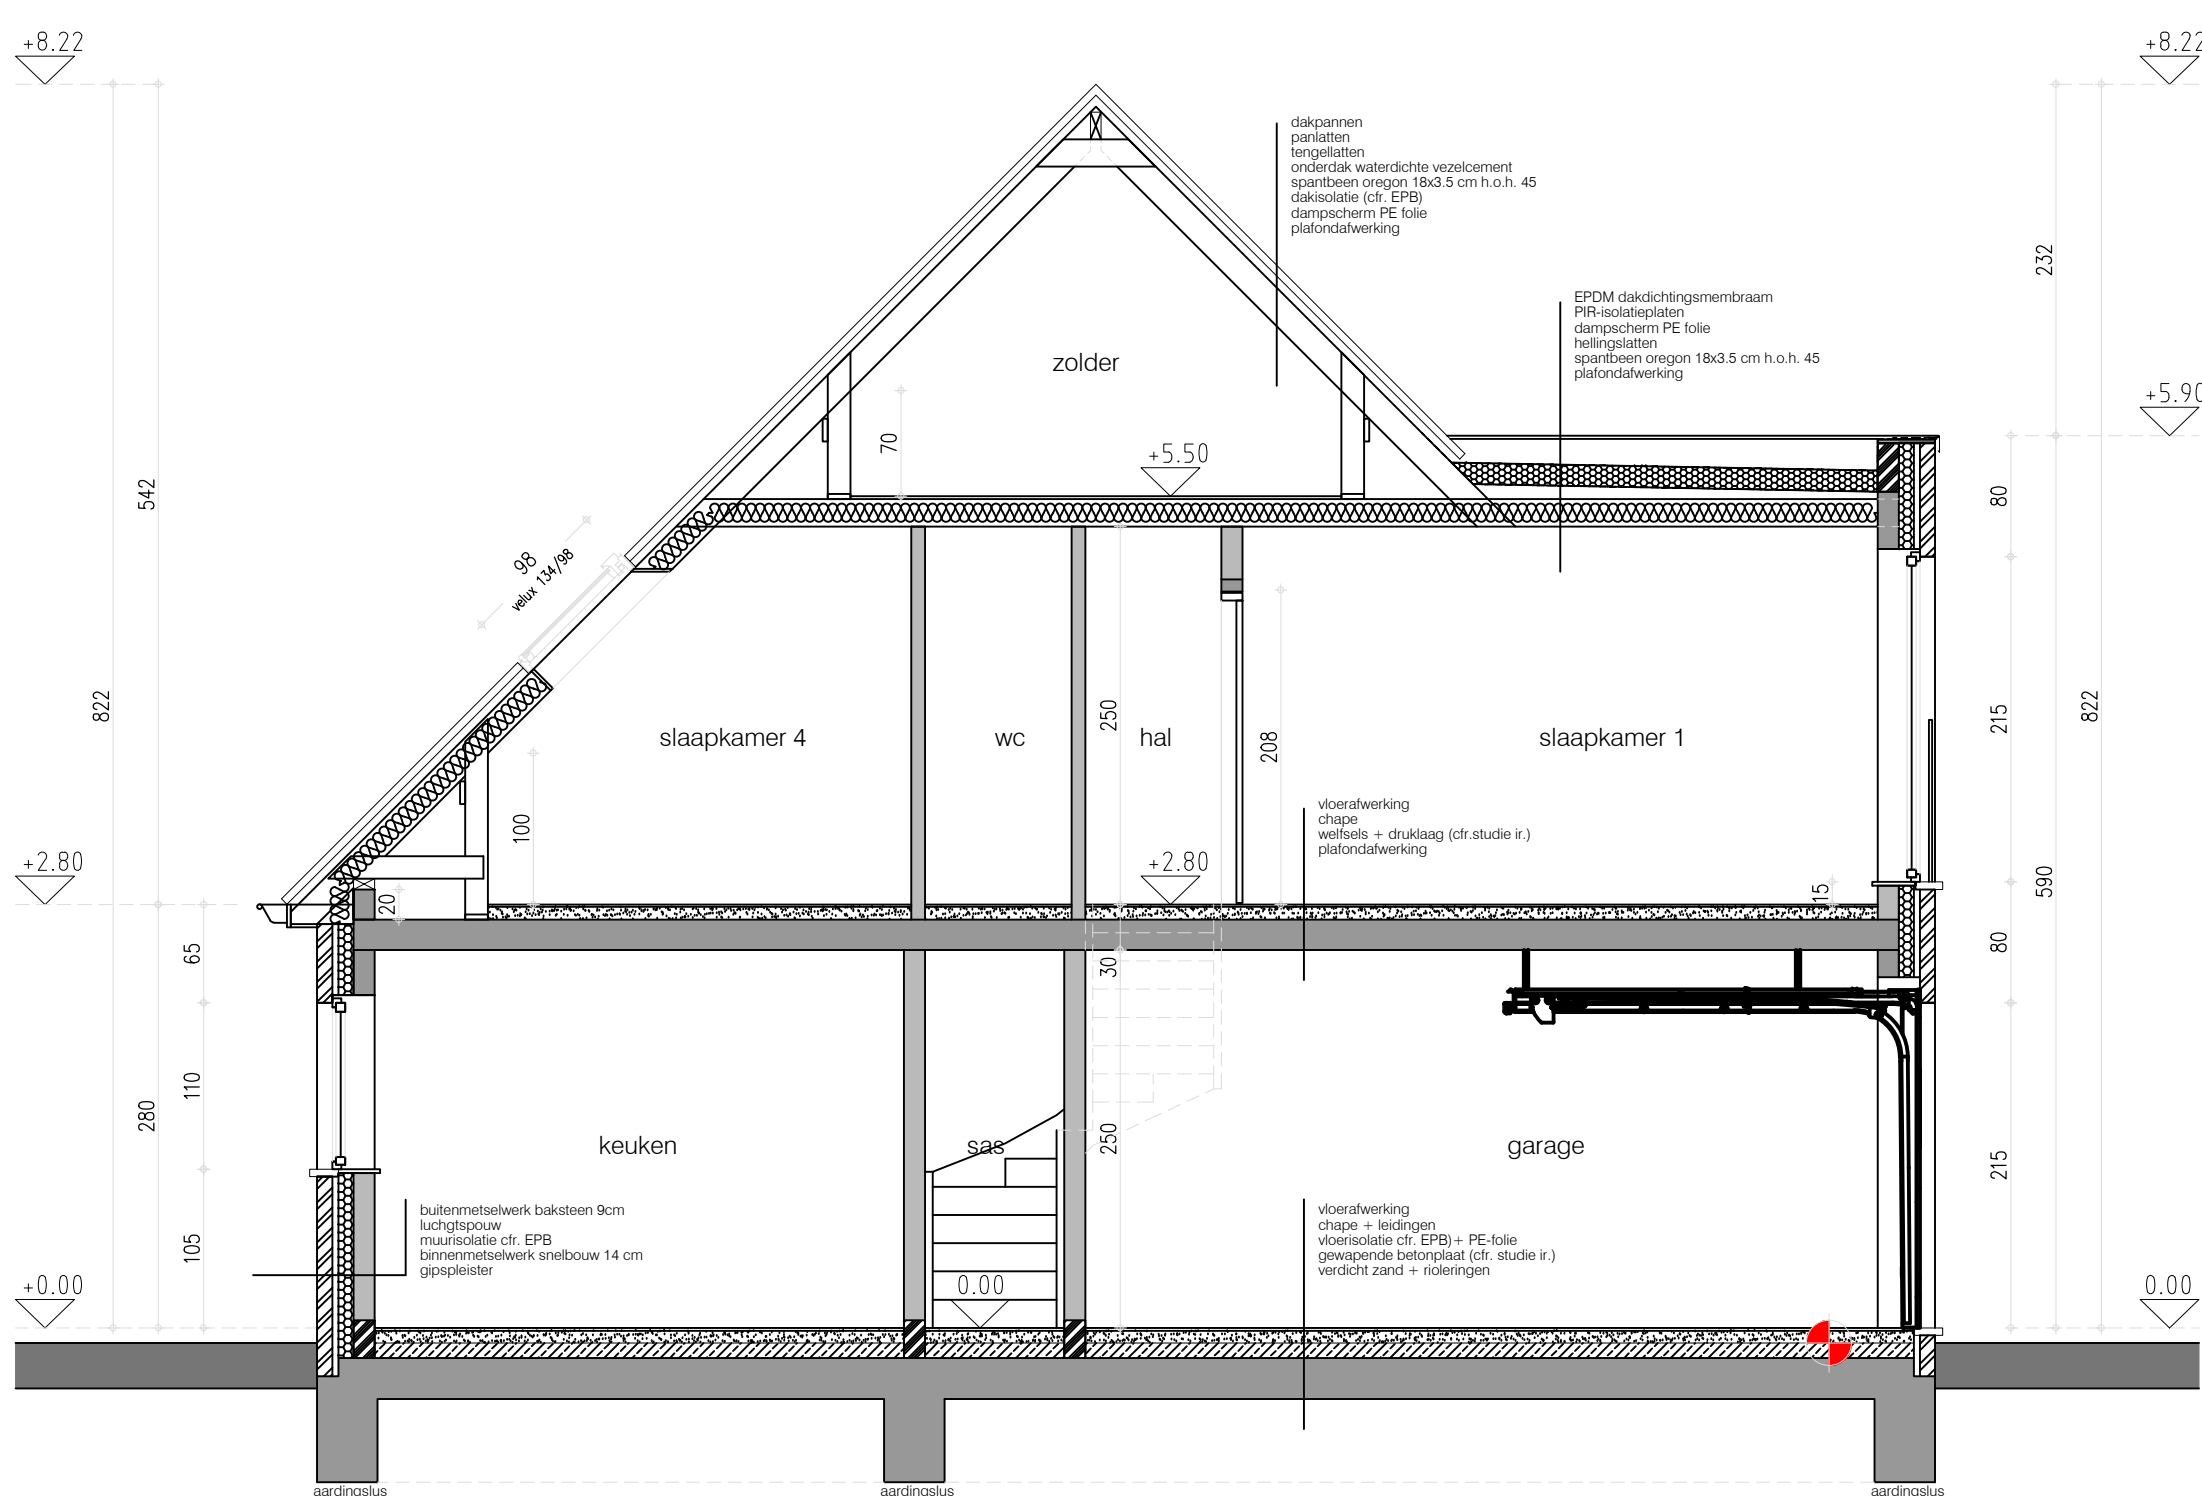 +8.22
+8.22
dakpannen
panlatten
tengellatten
onderdak waterdichte vezelcement
spantbeen oregon 18x3.5 cm h.o.h. 45
dakisolatie (cfr. EPB)
dampscherm PE folie
plafondafwerking
232
EPDM dakdichtingsmembraam
PIR-isolatieplaten
dampscherm PE folie
hellingslatten
spantbeen oregon 18x3.5 cm h.o.h. 45
plafondafwerking
zolder
+5.90
70
+5.50
542
80
98
velux 134/98
822
slaapkamer 4
wc
250
hal
208
slaapkamer 1
215
822
vloerafwerking
chape
welfsels + druklaag (cfr.studie ir.)
plafondafwerking
100
+2.80
+2.80
20
15
590
65
30
80
110
280
keuken
sas
250
garage
215
buitenmetselwerk baksteen 9cm
luchgtspouw
muurisolatie cfr. EPB
binnenmetselwerk snelbouw 14 cm
gipspleister
vloerafwerking
chape + leidingen
vloerisolatie cfr. EPB)+ PE-folie
gewapende betonplaat (cfr. studie ir.)
verdicht zand + rioleringen
105
+0.00
0.00
0.00
aardingslus
aardingslus
aardingslus